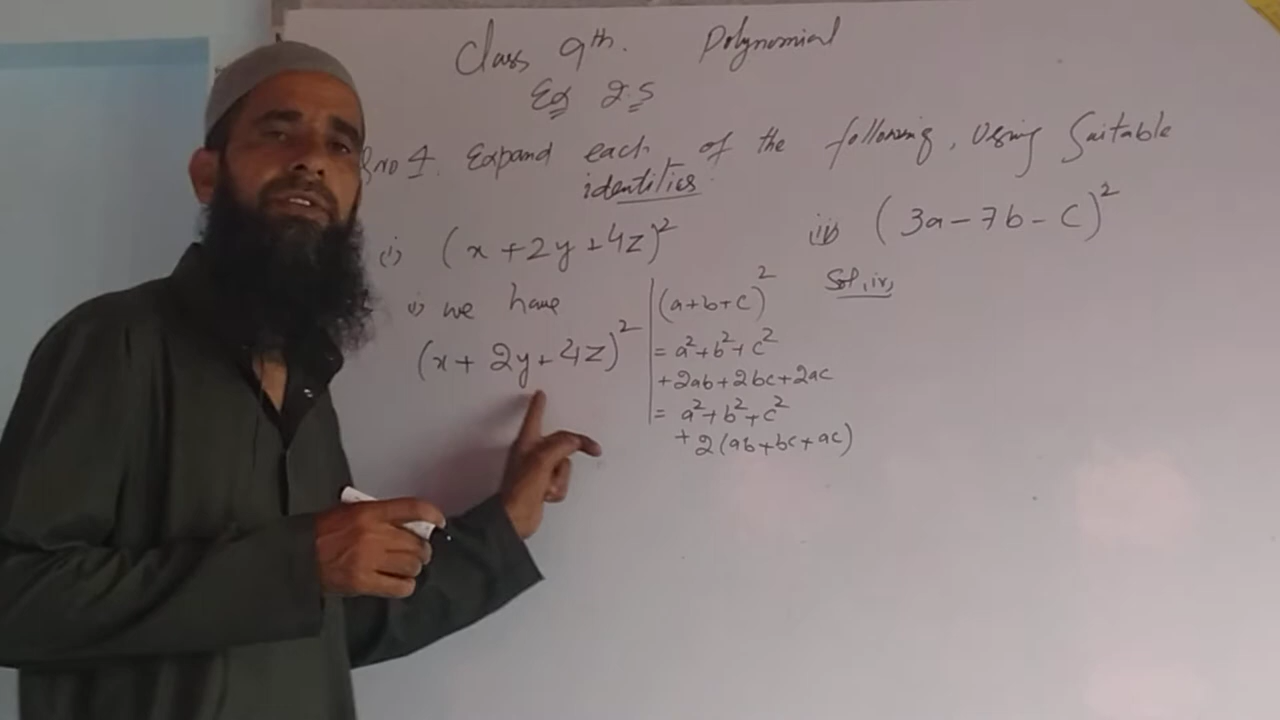 Class 9th. Polynomial
Ex 2.5
Qno 4. Expand each of the following, Using Suitable
identities.
(i) (x+2y+4z)²
(iv) (3a-7b-C)²
(i) we have
(x+2y+4z)²
(a+b+c)²
= a²+b²+c²
+2ab+2bc+2ac
= a²+b²+c²
+2(ab+bc+ac)
Sol, iv,